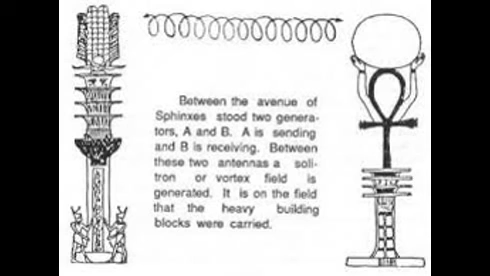 Between the avenue of
Sphinxes stood two genera-
tors, A and B. A is sending
and B is receiving. Between
these two antennas a soli-
tron or vortex field is
generated. It is on the field
that the heavy building
blocks were carried.